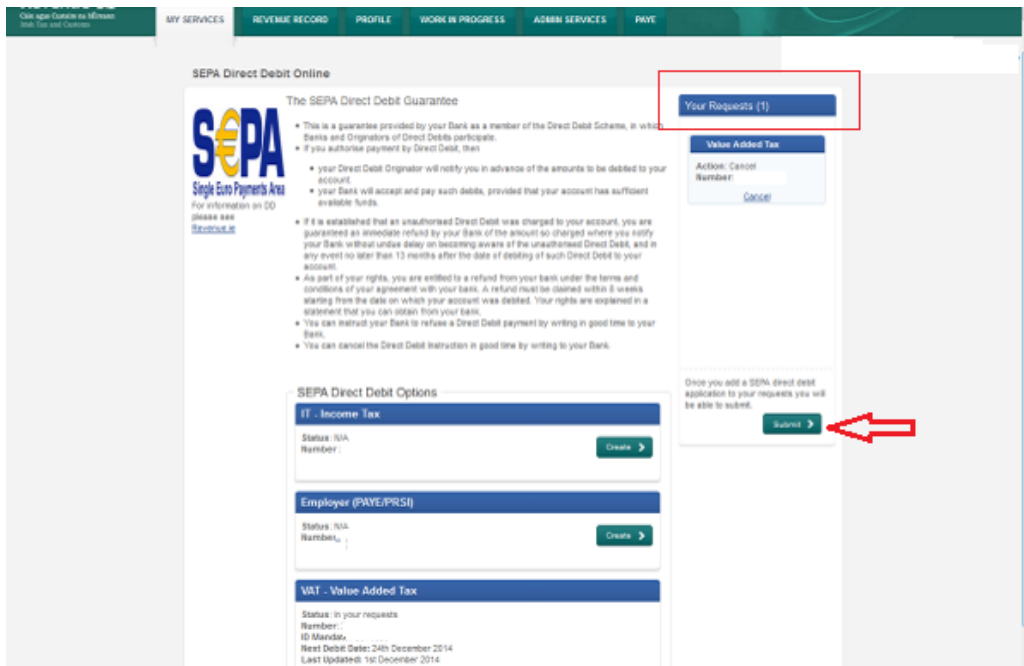 Cáin agus Custaim na hÉireann
Irish Tax and Customs
MY SERVICES
REVENUE RECORD
PROFILE
WORK IN PROGRESS
ADMIN SERVICES
PAYE
SEPA Direct Debit Online
S€PA
Single Euro Payments Area
For information on DD
please see
Revenue.ie
The SEPA Direct Debit Guarantee
This is a guarantee provided by your Bank as a member of the Direct Debit Scheme, in which
Banks and Originators of Direct Debits participate.
If you authorise payment by Direct Debit, then
your Direct Debit Originator will notify you in advance of the amounts to be debited to your
account.
your Bank will accept and pay such debits, provided that your account has sufficient
available funds.
If it is established that an unauthorised Direct Debit was charged to your account, you are
guaranteed an immediate refund by your Bank of the amount so charged where you notify
your Bank without undue delay on becoming aware of the unauthorised Direct Debit, and in
any event no later than 13 months after the date of debiting of such Direct Debit to your
account.
As part of your rights, you are entitled to a refund from your bank under the terms and
conditions of your agreement with your bank. A refund must be claimed within 8 weeks
starting from the date on which your account was debited. Your rights are explained in a
statement that you can obtain from your bank.
You can instruct your Bank to refuse a Direct Debit payment by writing in good time to your
Bank.
You can cancel the Direct Debit Instruction in good time by writing to your Bank.
SEPA Direct Debit Options
IT - Income Tax
Status: N/A
Number:
Create
Employer (PAYE/PRSI)
Status: N/A
Number
Create
VAT - Value Added Tax
Status: In your requests
Number:
ID Mandate
Next Debit Date: 24th December 2014
Last Updated: 1st December 2014
Your Requests (1)
Value Added Tax
Action: Cancel
Number:
Cancel
Once you add a SEPA direct debit
application to your requests you will
be able to submit.
Submit